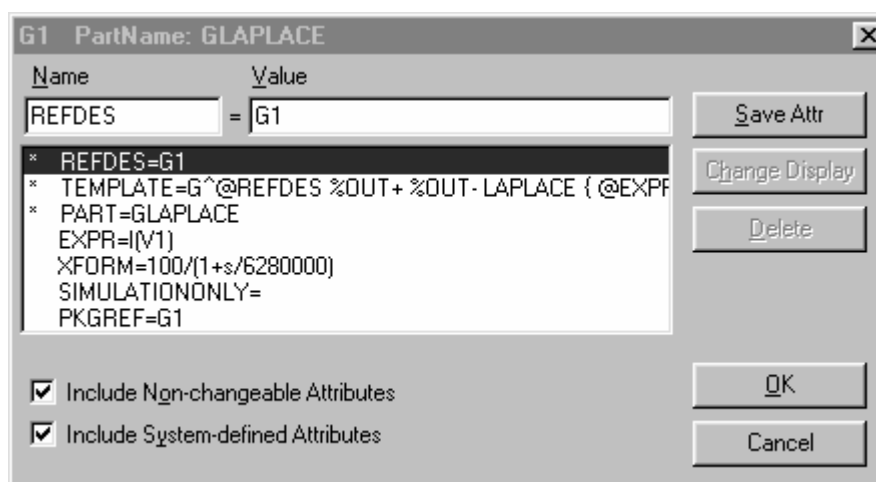 G1 PartName: GLAPLACE
Name Value
REFDES = G1
Save Attr
* REFDES=G1
* TEMPLATE=G^@REFDES %OUT+ %OUT- LAPLACE { @EXPR
* PART=GLAPLACE
EXPR=I(V1)
XFORM=100/(1+s/6280000)
SIMULATIONONLY=
PKGREF=G1
Change Display
Delete
Include Non-changeable Attributes
Include System-defined Attributes
OK
Cancel